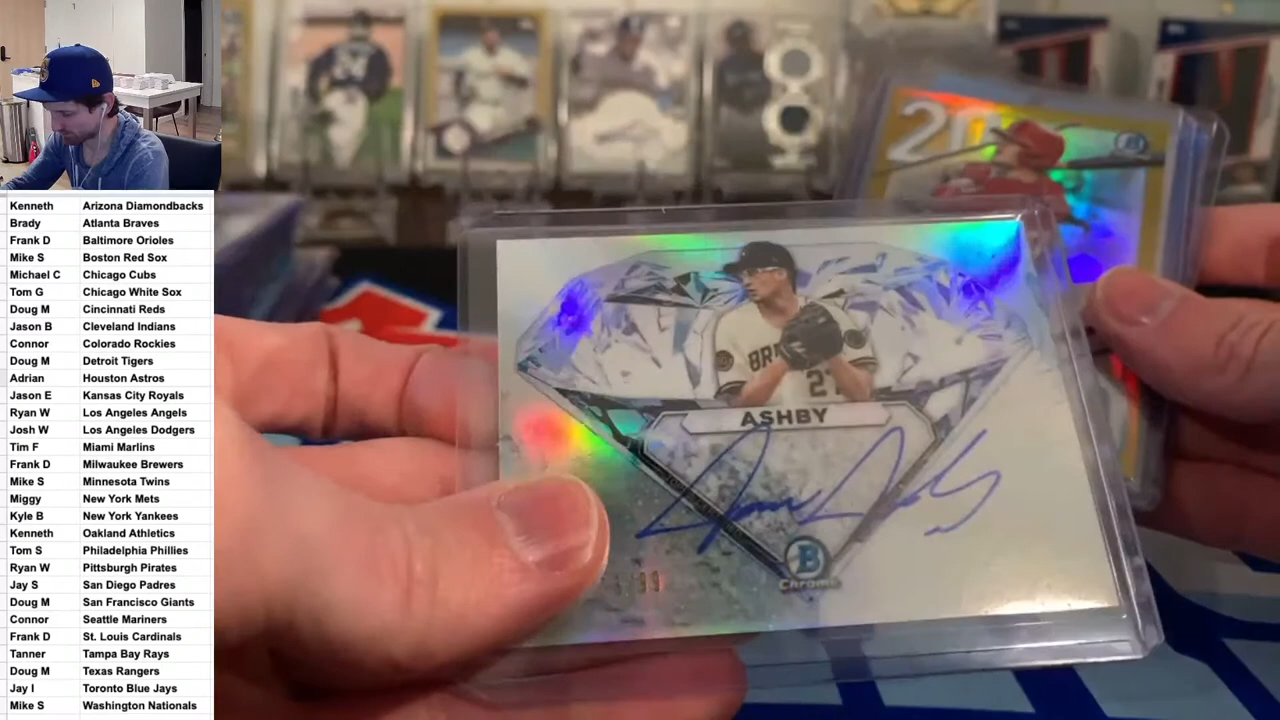 Kenneth Arizona Diamondbacks
Brady Atlanta Braves
Frank D Baltimore Orioles
Mike S Boston Red Sox
Michael C Chicago Cubs
Tom G Chicago White Sox
Doug M Cincinnati Reds
Jason B Cleveland Indians
Connor Colorado Rockies
Doug M Detroit Tigers
Adrian Houston Astros
Jason E Kansas City Royals
Ryan W Los Angeles Angels
Josh W Los Angeles Dodgers
Tim F Miami Marlins
Frank D Milwaukee Brewers
Mike S Minnesota Twins
Miggy New York Mets
Kyle B New York Yankees
Kenneth Oakland Athletics
Tom S Philadelphia Phillies
Ryan W Pittsburgh Pirates
Jay S San Diego Padres
Doug M San Francisco Giants
Connor Seattle Mariners
Frank D St. Louis Cardinals
Tanner Tampa Bay Rays
Doug M Texas Rangers
Jay I Toronto Blue Jays
Mike S Washington Nationals
24
20
B
ASHBY
B
Chrome